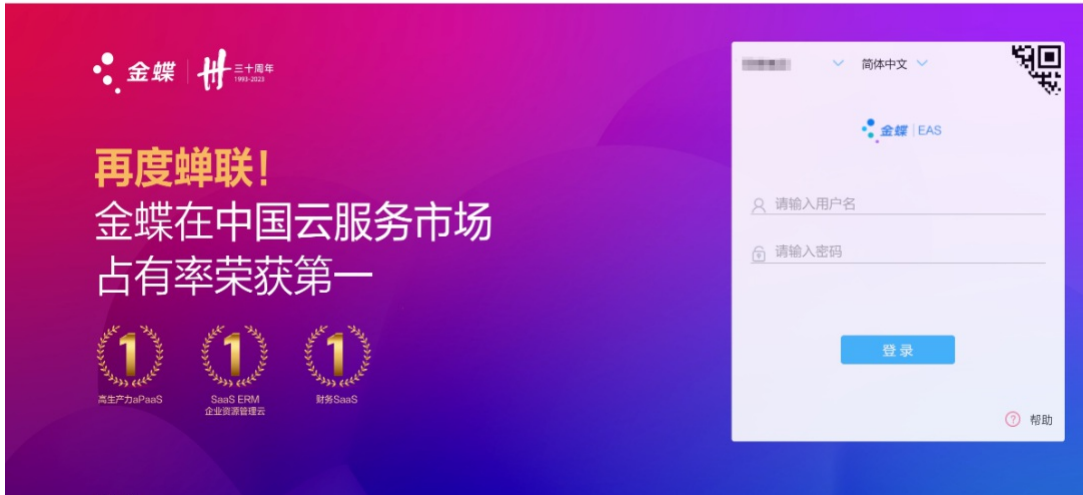 金蝶 卅 三十周年
1993-2023
再度蝉联!
金蝶在中国云服务市场
占有率荣获第一
1 1 1
高生产力aPaaS SaaS ERM 财务SaaS
企业资源管理云
简体中文
金蝶 EAS
请输入用户名
请输入密码
登录
帮助